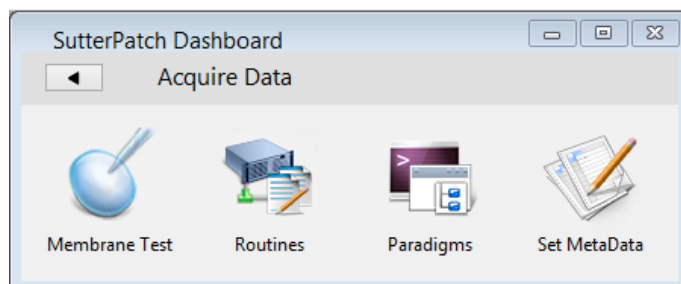 SutterPatch Dashboard
Acquire Data
Membrane Test
Routines
Paradigms
Set MetaData